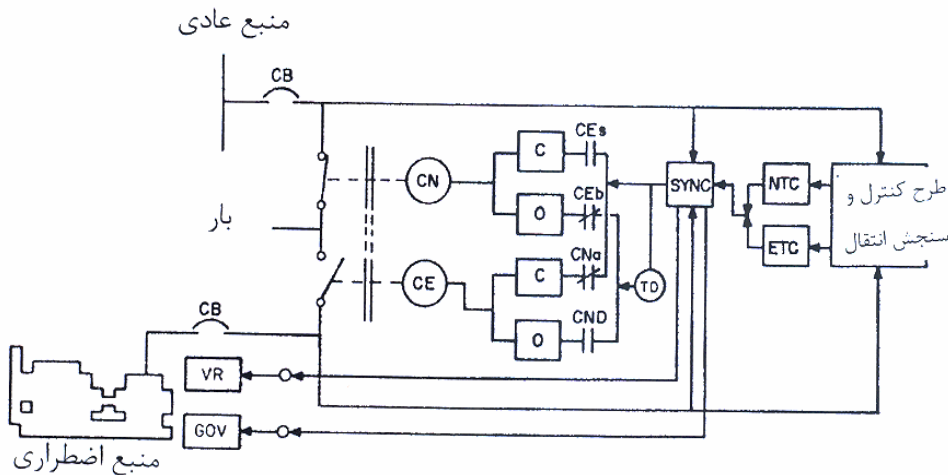 منبع عادی
CB
CEs
C
CN
CEb
O
SYNC
NTC
طرح کنترل و
سنجش انتقال
ETC
بار
CNa
C
CE
TD
CND
O
CB
VR
GOV
منبع اضطراری